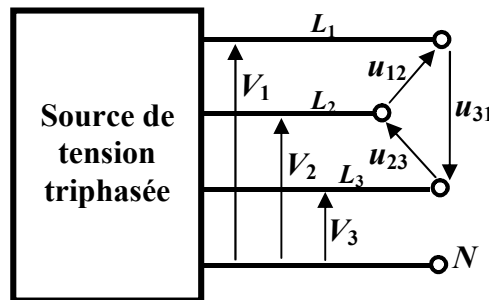 L₁
u₁₂
V₁
L₂
u₃₁
Source de
tension
triphasée
V₂
u₂₃
L₃
V₃
N